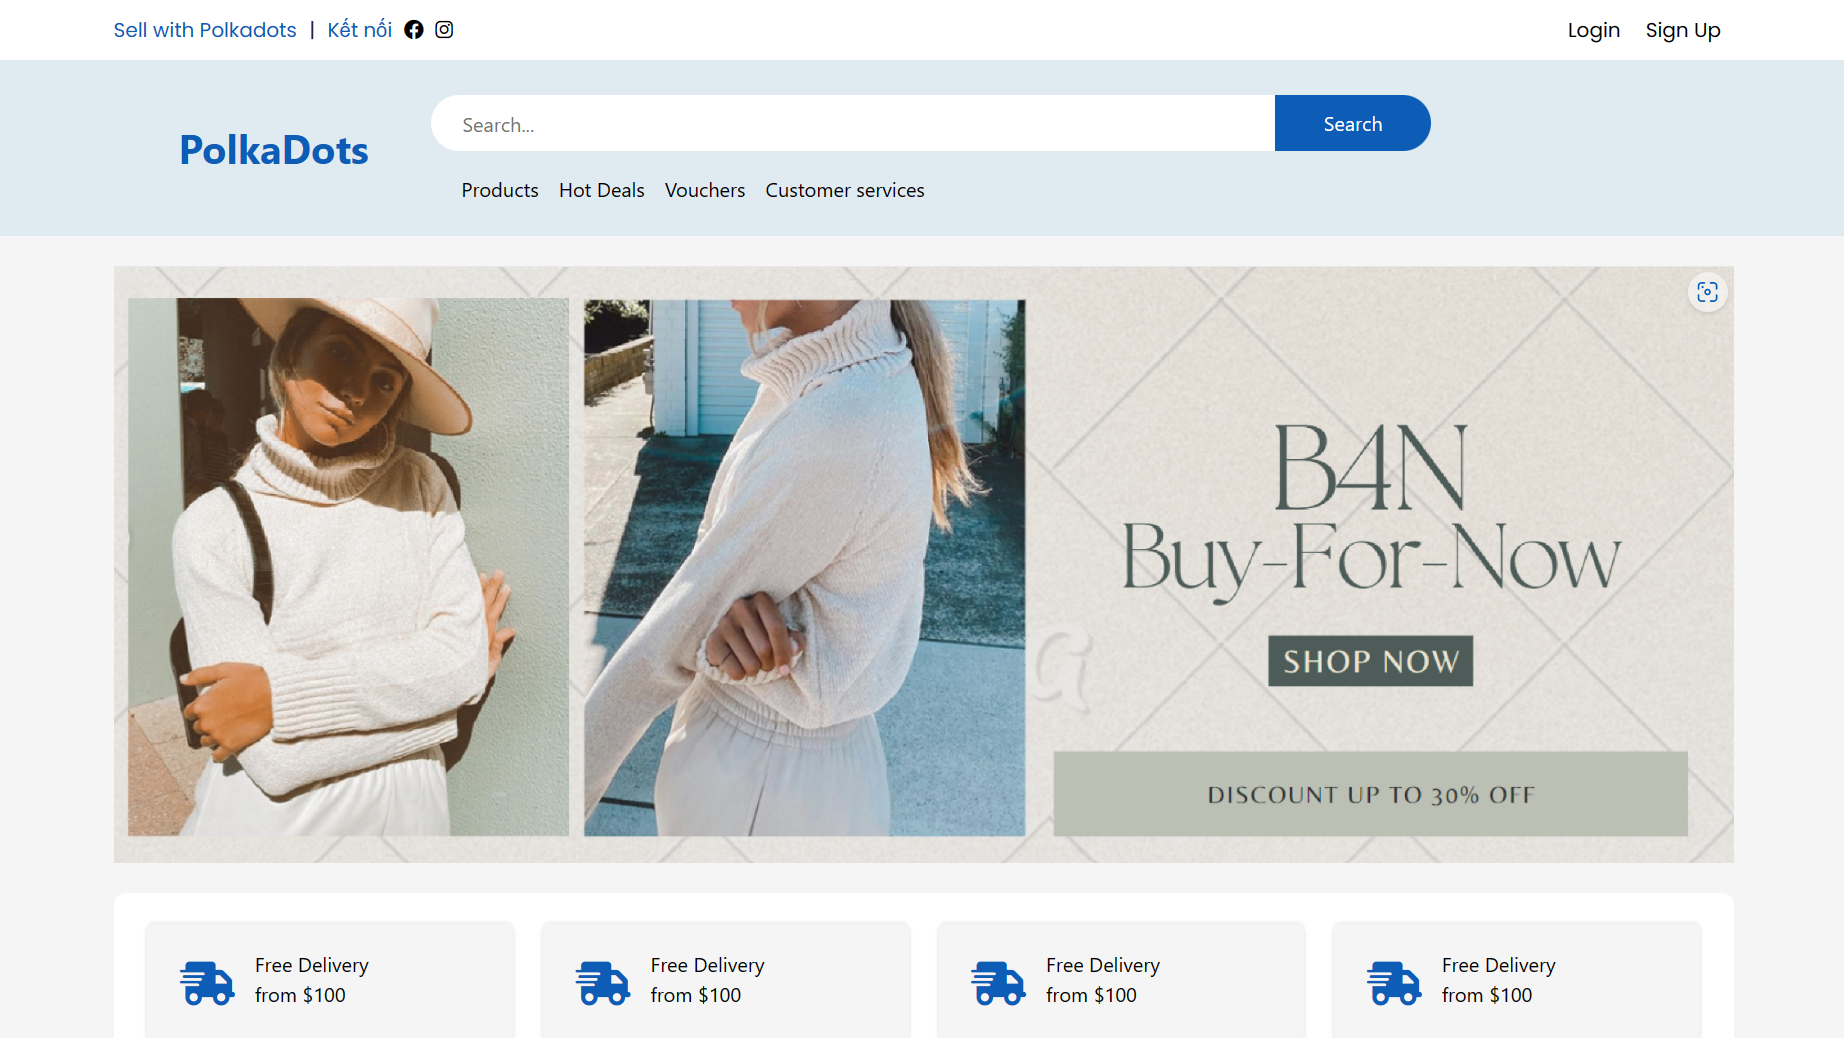 Sell with Polkadots | Kết nối
Login Sign Up
Search...
Search
PolkaDots
Products Hot Deals Vouchers Customer services
B4N
Buy-For-Now
SHOP NOW
DISCOUNT UP TO 30% OFF
Free Delivery
from $100
Free Delivery
from $100
Free Delivery
from $100
Free Delivery
from $100